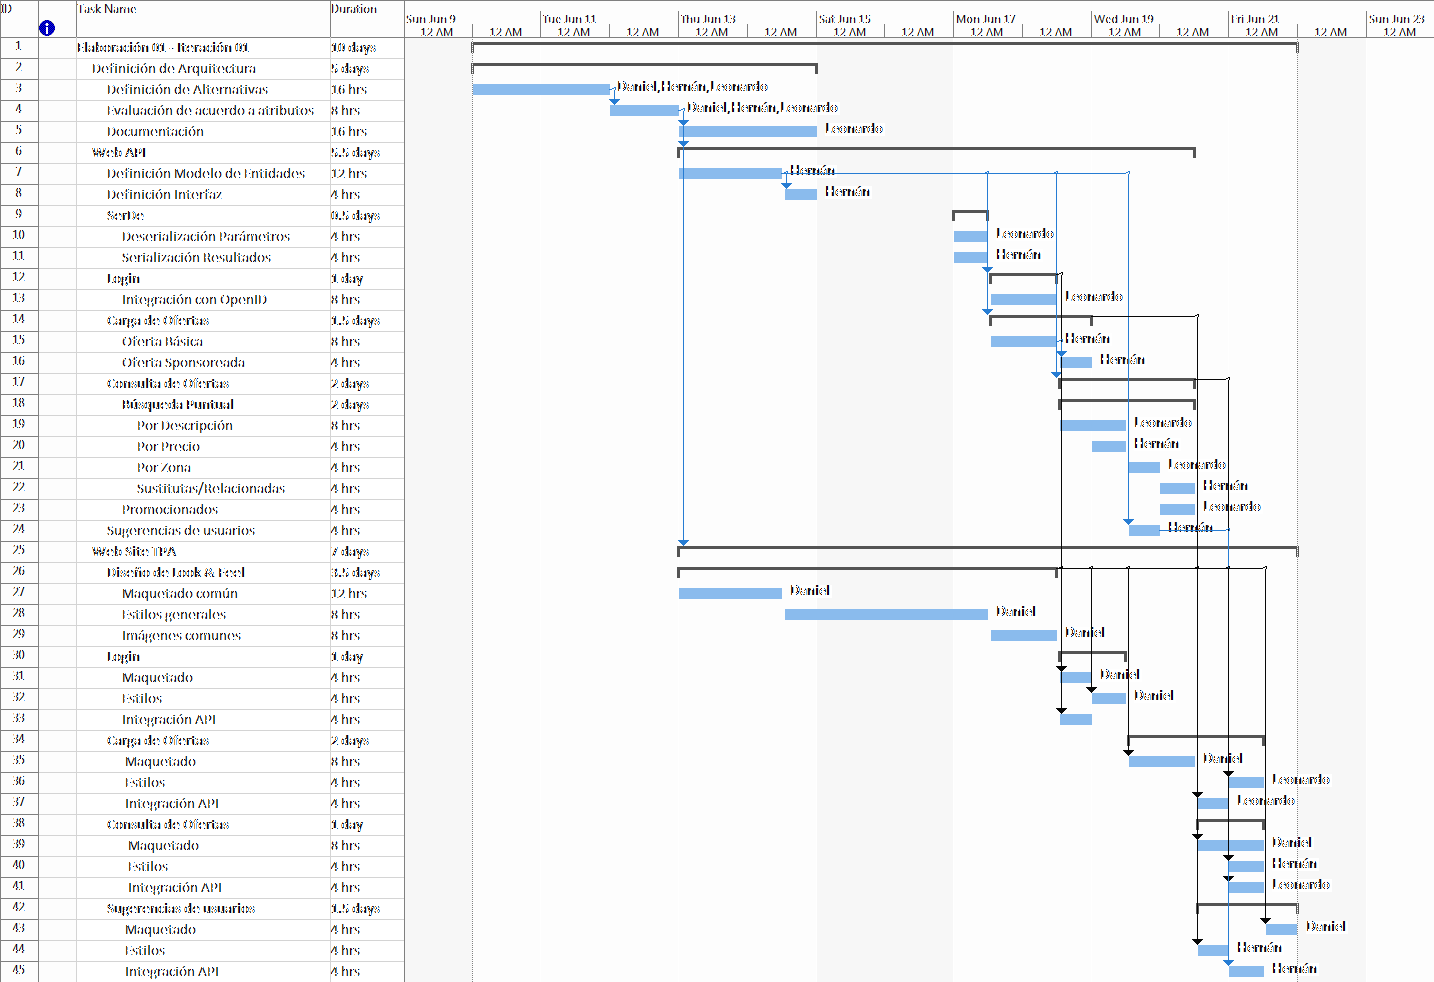 ID Task Name Duration
Sun Jun 9 Tue Jun 11 Thu Jun 13 Sat Jun 15 Mon Jun 17 Wed Jun 19 Fri Jun 21 Sun Jun 23
12 AM 12 AM 12 AM 12 AM 12 AM 12 AM 12 AM 12 AM 12 AM 12 AM 12 AM 12 AM 12 AM 12 AM 12 AM
1 Elaboración 01 - Iteración 01 10 days
2 Definición de Arquitectura 5 days
3 Definición de Alternativas 16 hrs Daniel,Hernán,Leonardo
4 Evaluación de acuerdo a atributos 8 hrs Daniel,Hernán,Leonardo
5 Documentación 16 hrs Leonardo
6 Web API 5.5 days
7 Definición Modelo de Entidades 12 hrs Hernán
8 Definición Interfaz 4 hrs Hernán
9 SerDe 0.5 days
10 Deserialización Parámetros 4 hrs Leonardo
11 Serialización Resultados 4 hrs Hernán
12 Login 1 day
13 Integración con OpenID 8 hrs Leonardo
14 Carga de Ofertas 1.5 days
15 Oferta Básica 8 hrs Hernán
16 Oferta Sponsoreada 4 hrs Hernán
17 Consulta de Ofertas 2 days
18 Búsqueda Puntual 2 days
19 Por Descripción 8 hrs Leonardo
20 Por Precio 4 hrs Hernán
21 Por Zona 4 hrs Leonardo
22 Sustitutas/Relacionadas 4 hrs Hernán
23 Promocionados 4 hrs Leonardo
24 Sugerencias de usuarios 4 hrs Hernán
25 Web Site TPA 7 days
26 Diseño de Look & Feel 3.5 days
27 Maquetado común 12 hrs Daniel
28 Estilos generales 8 hrs Daniel
29 Imágenes comunes 8 hrs Daniel
30 Login 1 day
31 Maquetado 4 hrs Daniel
32 Estilos 4 hrs Daniel
33 Integración API 4 hrs
34 Carga de Ofertas 2 days
35 Maquetado 8 hrs Daniel
36 Estilos 4 hrs Leonardo
37 Integración API 4 hrs Leonardo
38 Consulta de Ofertas 1 day
39 Maquetado 8 hrs Daniel
40 Estilos 4 hrs Hernán
41 Integración API 4 hrs Leonardo
42 Sugerencias de usuarios 1.5 days
43 Maquetado 4 hrs Daniel
44 Estilos 4 hrs Hernán
45 Integración API 4 hrs Hernán